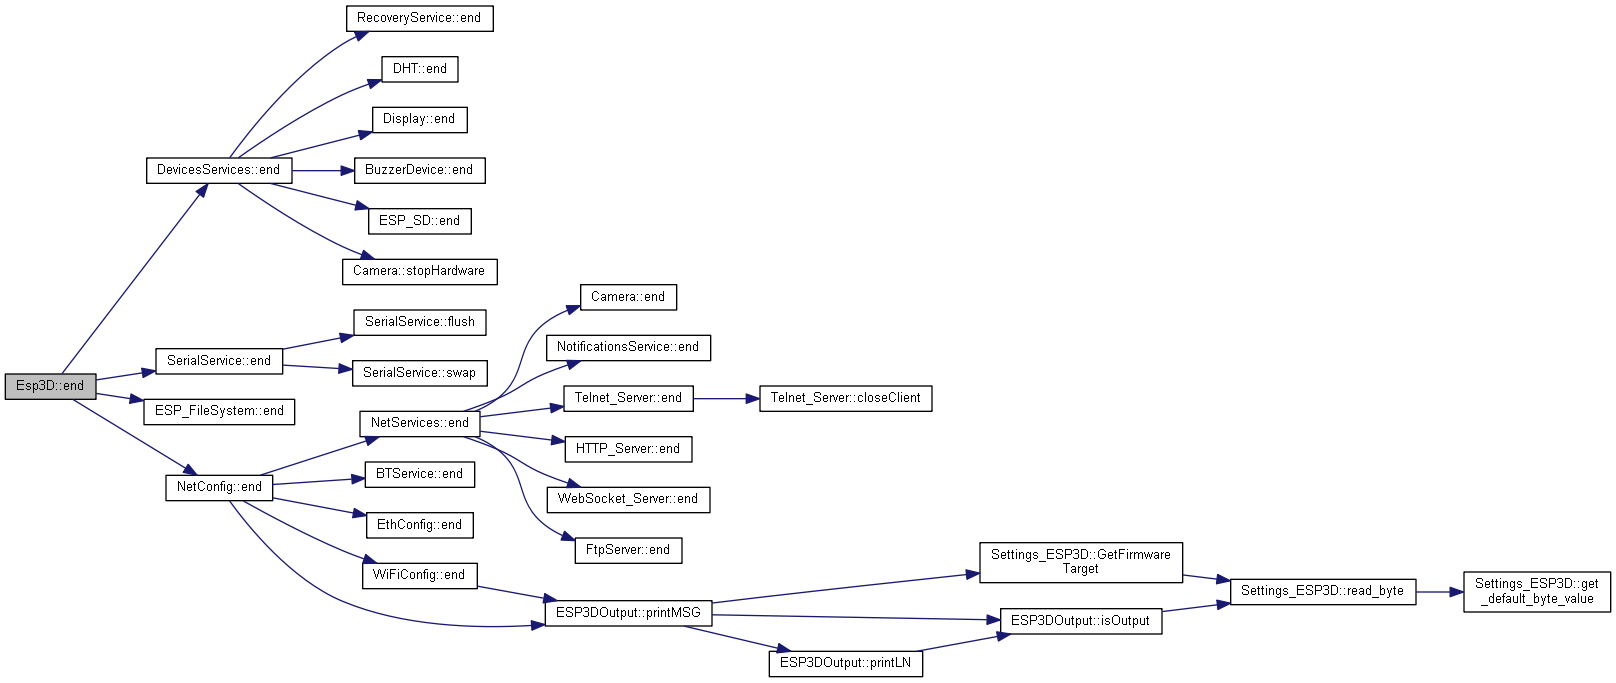 RecoveryService::end
DHT::end
Display::end
DevicesServices::end
BuzzerDevice::end
ESP_SD::end
Camera::stopHardware
Camera::end
SerialService::flush
NotificationsService::end
SerialService::end
SerialService::swap
Esp3D::end
Telnet_Server::end
Telnet_Server::closeClient
ESP_FileSystem::end
NetServices::end
HTTP_Server::end
BTService::end
NetConfig::end
WebSocket_Server::end
EthConfig::end
FtpServer::end
Settings_ESP3D::GetFirmware
Target
WiFiConfig::end
Settings_ESP3D::read_byte
Settings_ESP3D::get
_default_byte_value
ESP3DOutput::printMSG
ESP3DOutput::isOutput
ESP3DOutput::printLN